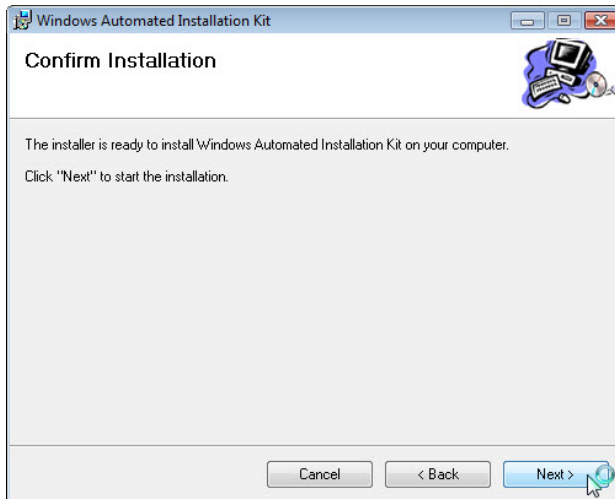 Windows Automated Installation Kit
Confirm Installation
The installer is ready to install Windows Automated Installation Kit on your computer.
Click "Next" to start the installation.
Cancel
< Back
Next >